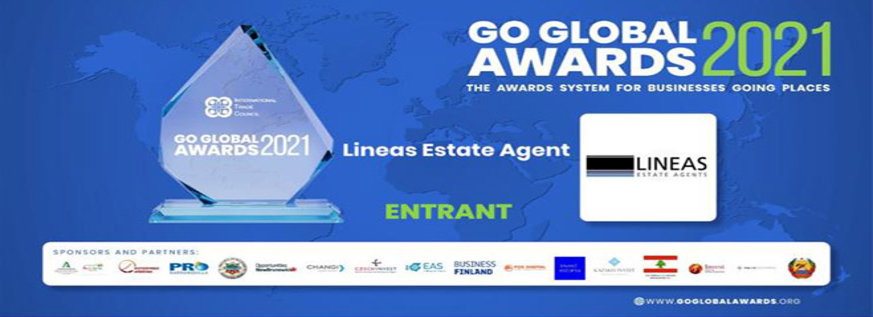 GO GLOBAL
AWARDS 2021
THE AWARDS SYSTEM FOR BUSINESSES GOING PLACES
INTERNATIONAL
TRADE
COUNCIL
GO GLOBAL
AWARDS 2021
Lineas Estate Agent
LINEAS
ESTATE AGENTS
ENTRANT
SPONSORS AND PARTNERS:
PRO
CHANGI
CZECHINVEST
EAS
BUSINESS
FINLAND
WWW.GOGLOBALAWARDS.ORG